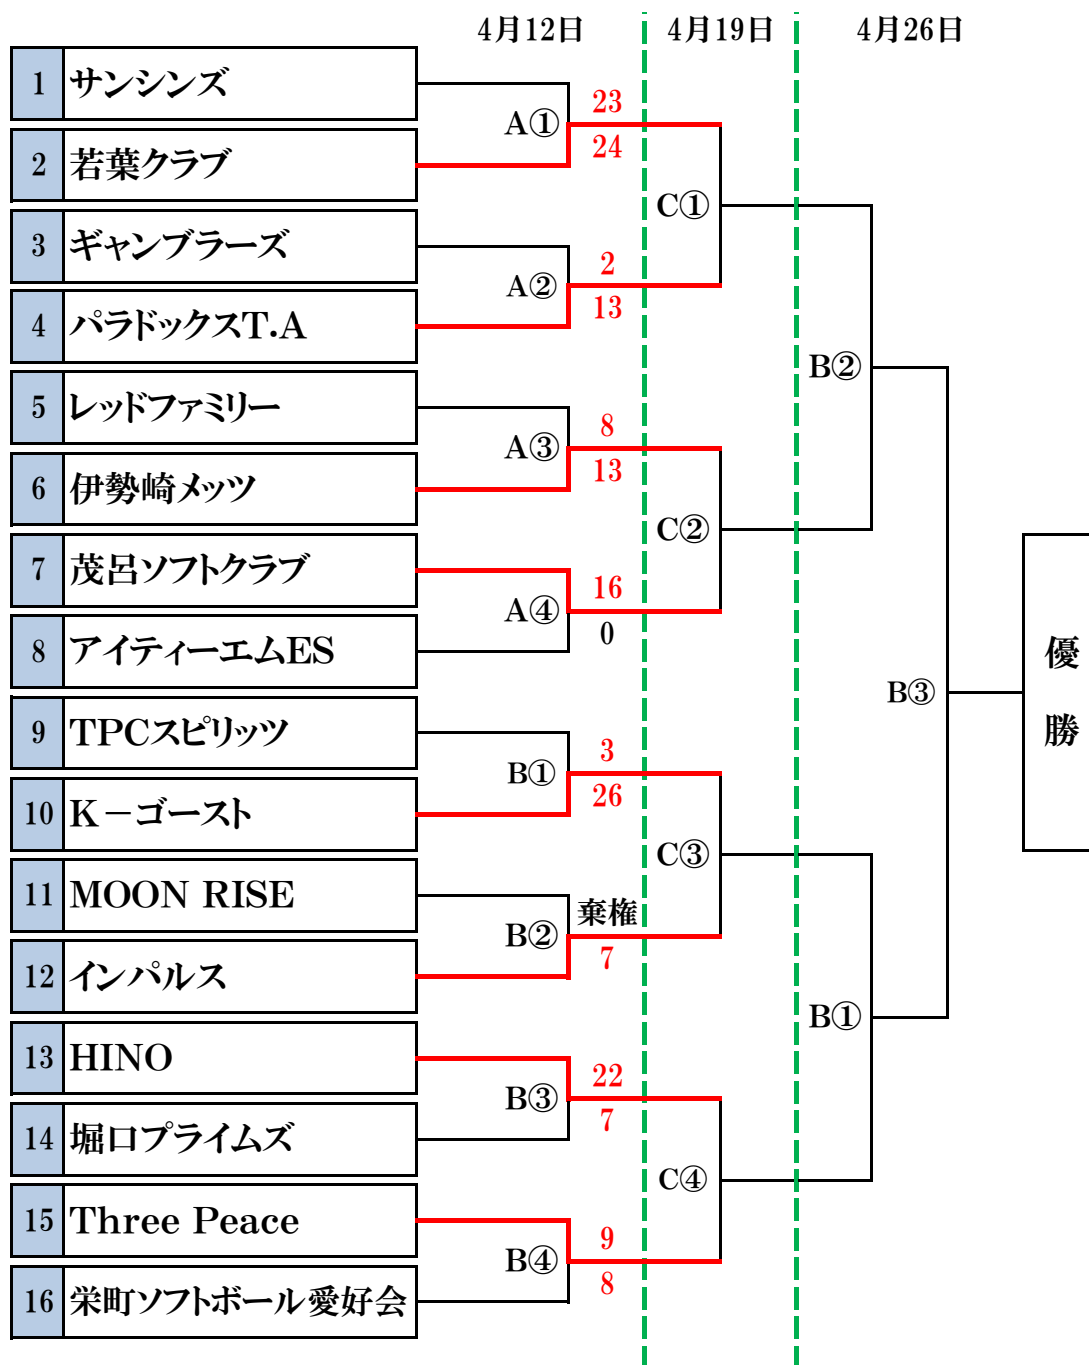 4月12日 4月19日 4月26日
1 サンシンズ
2 若葉クラブ
3 ギャンブラーズ
4 パラドックスT.A
5 レッドファミリー
6 伊勢崎メッツ
7 茂呂ソフトクラブ
8 アイティーエムES
9 TPCスピリッツ
10 K－ゴースト
11 MOON RISE
12 インパルス
13 HINO
14 堀口プライムズ
15 Three Peace
16 栄町ソフトボール愛好会
A①
23
24
A②
2
13
A③
8
13
A④
16
0
B①
3
26
B②
棄権
7
B③
22
7
B④
9
8
C①
C②
C③
C④
B②
B①
B③
優
勝